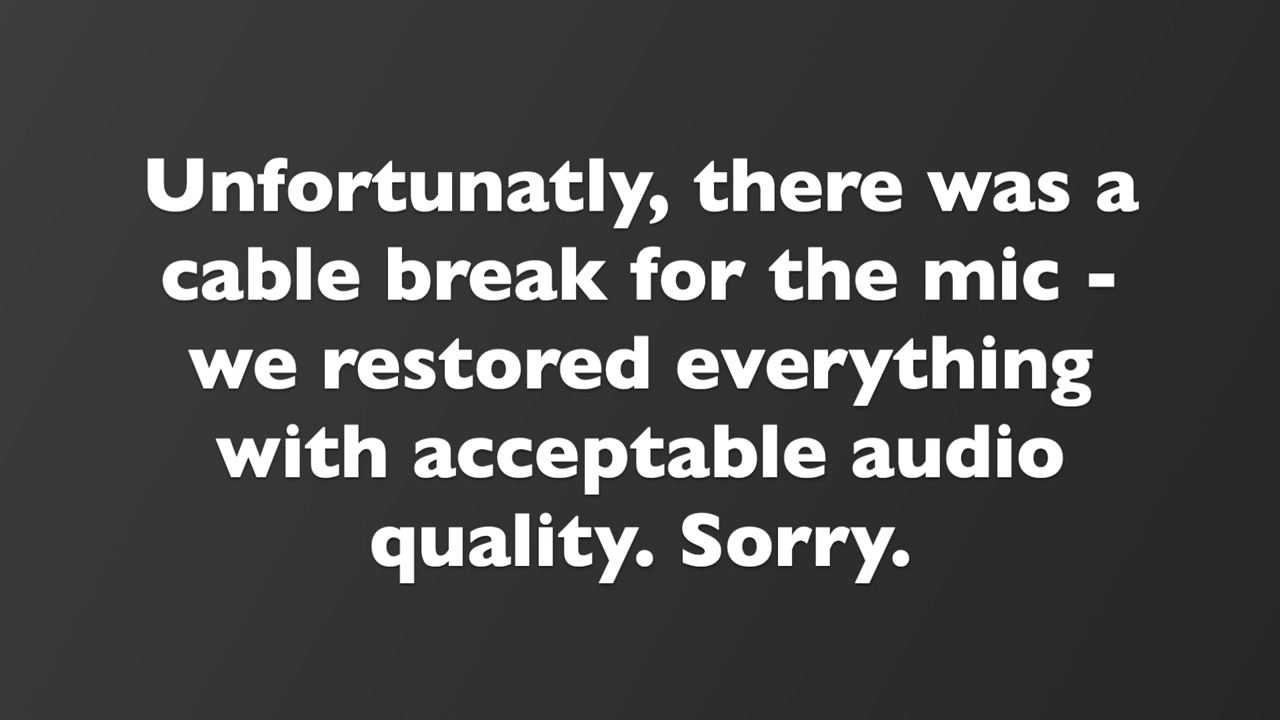 Unfortunatly, there was a
cable break for the mic -
we restored everything
with acceptable audio
quality. Sorry.